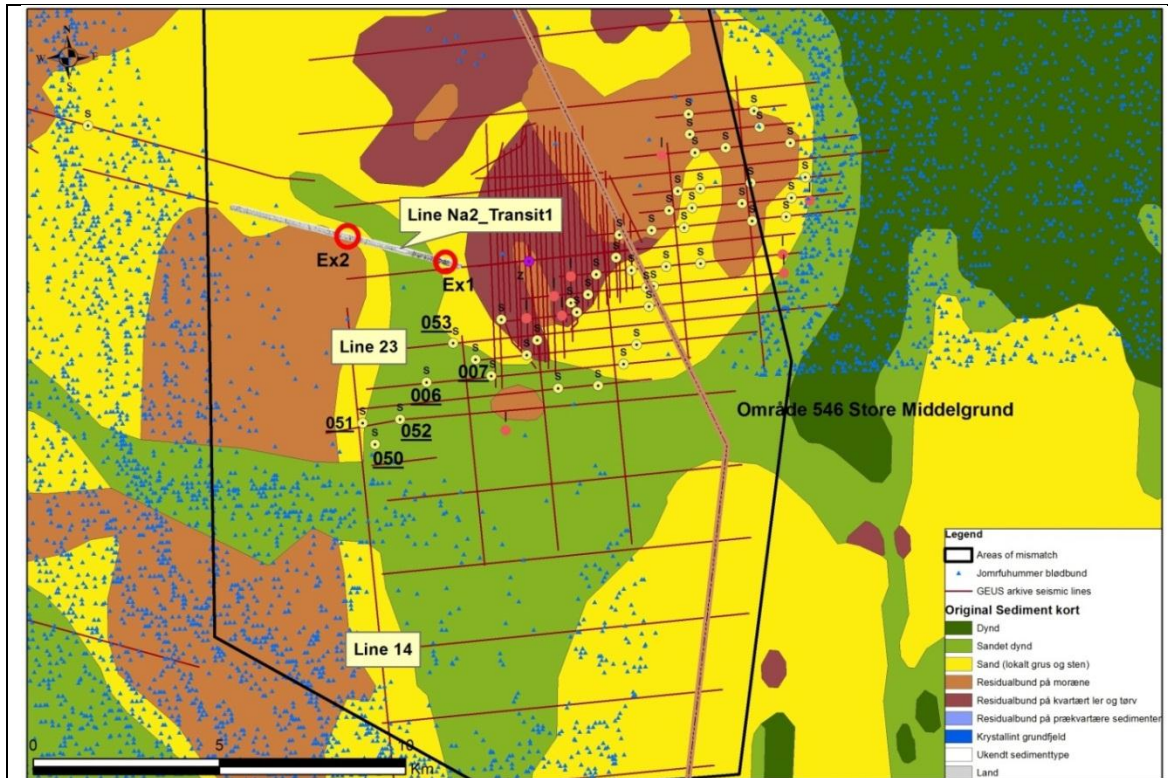 N
W E
S
Line Na2_Transit1
Ex2
Ex1
Z
053
Line 23
007
006
051
052
050
Område 546 Store Middelgrund
Line 14
0 5 10
Km
Legend
Areas of mismatch
Jomrfuhummer blødbund
GEUS arkive seismic lines
Original Sediment kort
Dynd
Sandet dynd
Sand (lokalt grus og sten)
Residualbund på moræne
Residualbund på kvartært ler og tørv
Residualbund på prækvartære sedimenter
Krystallint grundfjeld
Ukendt sedimenttype
Land